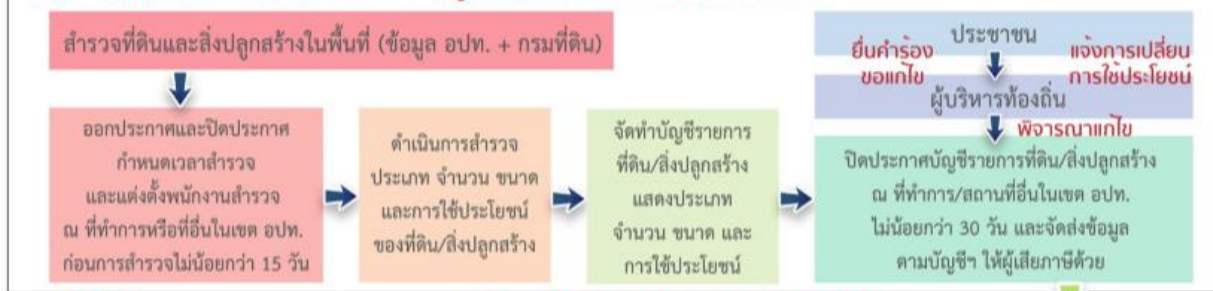 สำรวจที่ดินและสิ่งปลูกสร้างในพื้นที่ (ข้อมูล อปท. + กรมที่ดิน)
ออกประกาศและปิดประกาศ
กำหนดเวลาสำรวจ
และแต่งตั้งพนักงานสำรวจ
ณ ที่ทำการหรือที่อื่นในเขต อปท.
ก่อนการสำรวจไม่น้อยกว่า 15 วัน
ดำเนินการสำรวจ
ประเภท จำนวน ขนาด
และการใช้ประโยชน์
ของที่ดิน/สิ่งปลูกสร้าง
จัดทำบัญชีรายการ
ที่ดิน/สิ่งปลูกสร้าง
แสดงประเภท
จำนวน ขนาด และ
การใช้ประโยชน์
ประชาชน
ยื่นคำร้อง
ขอแก้ไข
แจ้งการเปลี่ยน
การใช้ประโยชน์
ผู้บริหารท้องถิ่น
พิจารณาแก้ไข
ปิดประกาศบัญชีรายการที่ดิน/สิ่งปลูกสร้าง
ณ ที่ทำการ/สถานที่อื่นในเขต อปท.
ไม่น้อยกว่า 30 วัน และจัดส่งข้อมูล
ตามบัญชีฯ ให้ผู้เสียภาษีด้วย